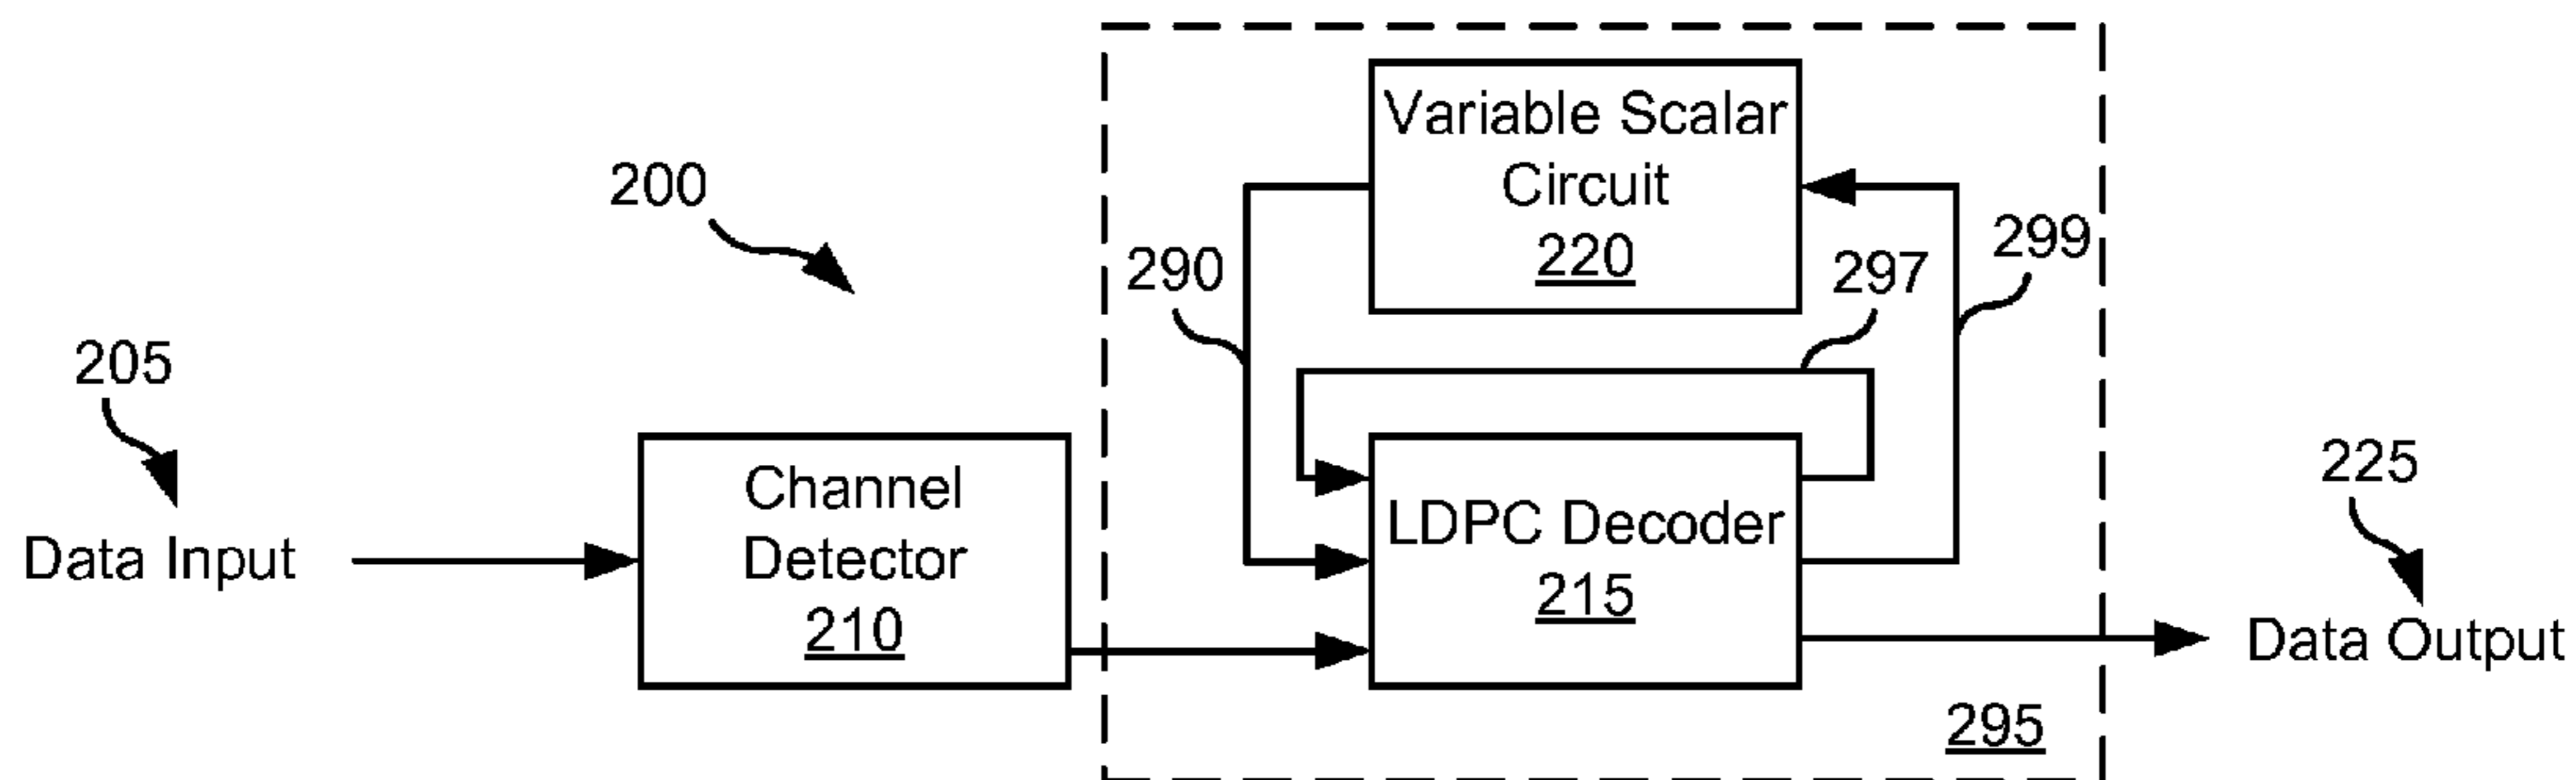 Variable Scalar
Circuit
220
200
290
297
299
205
Channel
Detector
210
LDPC Decoder
215
225
Data Input
Data Output
295